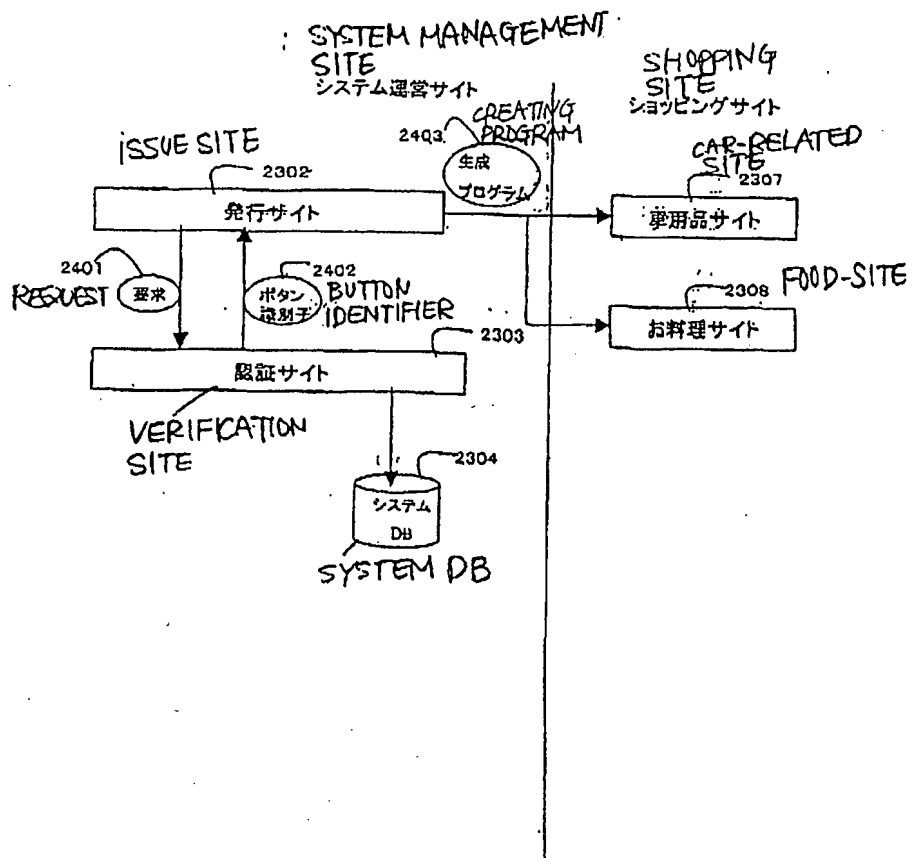 : SYSTEM MANAGEMENT
SITE
システム運営サイト
SHOPPING
SITE
ショッピングサイト
CREATING
PROGRAM
2403
生成
プログラム
ISSUE SITE
2302
発行サイト
CAR-RELATED
SITE
2307
車用品サイト
2401
REQUEST
要求
2402
ボタン
識別子
BUTTON
IDENTIFIER
2308
FOOD-SITE
お料理サイト
2303
認証サイト
VERIFICATION
SITE
2304
システム
DB
SYSTEM DB